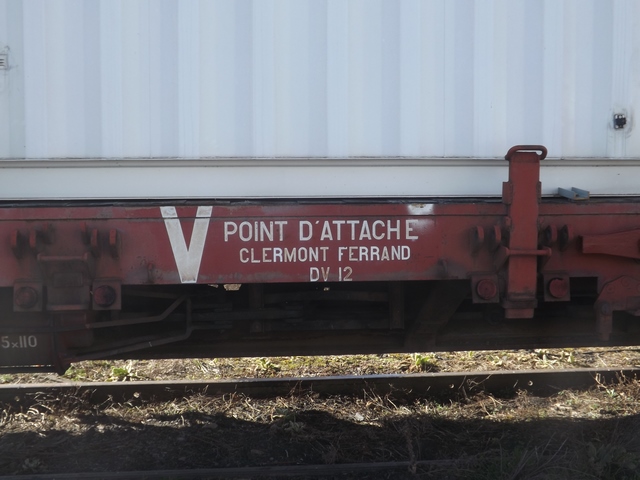 V
POINT D'ATTACHE
CLERMONT FERRAND
DV 12
5x110